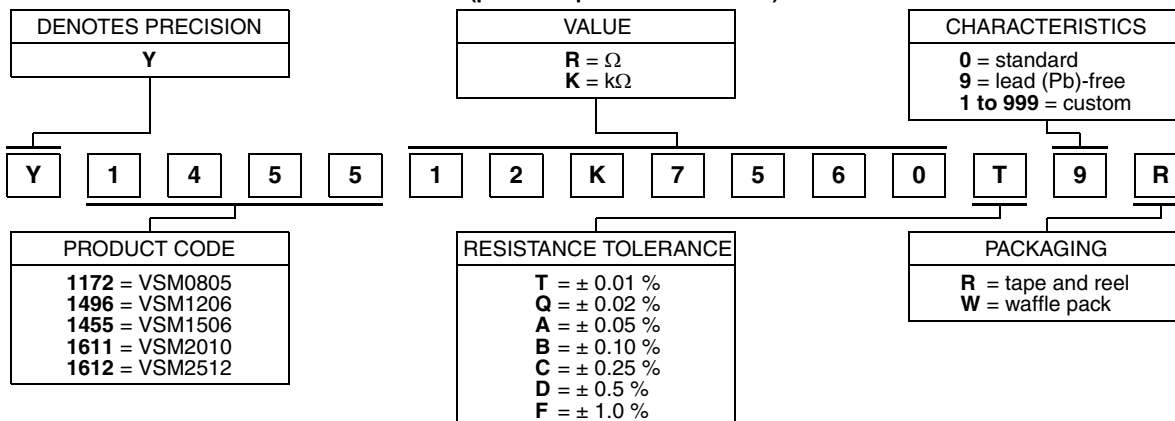 DENOTES PRECISION
Y
VALUE
R = Ω
K = kΩ
CHARACTERISTICS
0 = standard
9 = lead (Pb)-free
1 to 999 = custom
Y 1 4 5 5 1 2 K 7 5 6 0 T 9 R
PRODUCT CODE
1172 = VSM0805
1496 = VSM1206
1455 = VSM1506
1611 = VSM2010
1612 = VSM2512
RESISTANCE TOLERANCE
T = ± 0.01 %
Q = ± 0.02 %
A = ± 0.05 %
B = ± 0.10 %
C = ± 0.25 %
D = ± 0.5 %
F = ± 1.0 %
PACKAGING
R = tape and reel
W = waffle pack